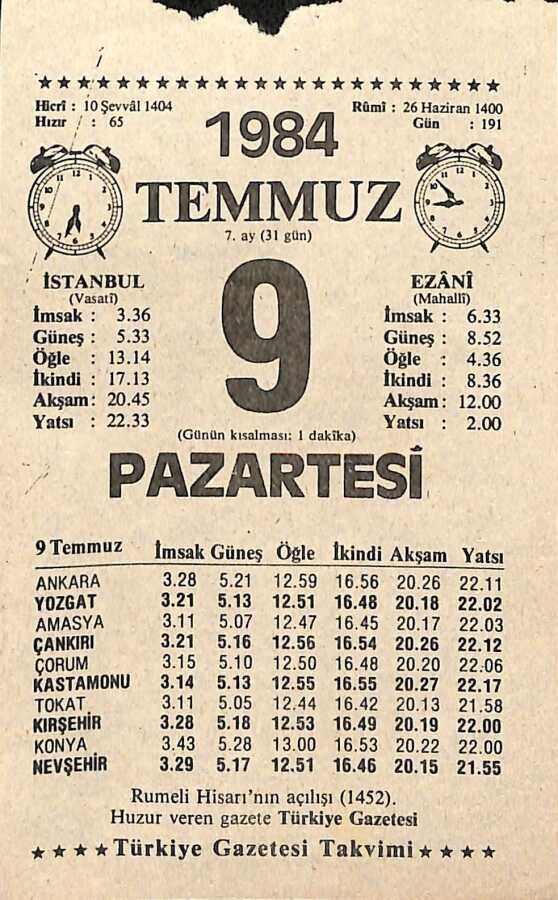 ★★★★★★★★★★★★★★★★★★★★★★★★
Hicrî : 10 Şevvâl 1404
Hızır : 65
Rûmî : 26 Haziran 1400
Gün : 191
1984
TEMMUZ
7. ay (31 gün)
9
İSTANBUL
(Vasatî)
İmsak : 3.36
Güneş : 5.33
Öğle : 13.14
İkindi : 17.13
Akşam: 20.45
Yatsı : 22.33
EZÂNÎ
(Mahallî)
İmsak : 6.33
Güneş : 8.52
Öğle : 4.36
İkindi : 8.36
Akşam: 12.00
Yatsı : 2.00
(Günün kısalması: 1 dakika)
PAZARTESİ
9 Temmuz İmsak Güneş Öğle İkindi Akşam Yatsı
ANKARA 3.28 5.21 12.59 16.56 20.26 22.11
YOZGAT 3.21 5.13 12.51 16.48 20.18 22.02
AMASYA 3.11 5.07 12.47 16.45 20.17 22.03
ÇANKIRI 3.21 5.16 12.56 16.54 20.26 22.12
ÇORUM 3.15 5.10 12.50 16.48 20.20 22.06
KASTAMONU 3.14 5.13 12.55 16.55 20.27 22.17
TOKAT 3.11 5.05 12.44 16.42 20.13 21.58
KIRŞEHİR 3.28 5.18 12.53 16.49 20.19 22.00
KONYA 3.43 5.28 13.00 16.53 20.22 22.00
NEVŞEHİR 3.29 5.17 12.51 16.46 20.15 21.55
Rumeli Hisarı'nın açılışı (1452).
Huzur veren gazete Türkiye Gazetesi
★★★★Türkiye Gazetesi Takvimi★★★★